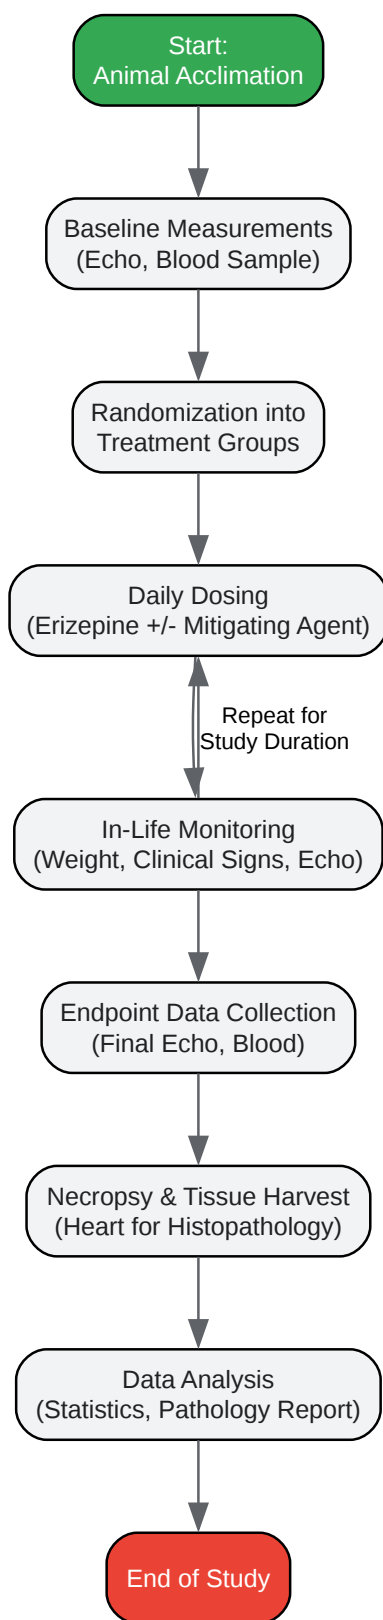 Start:
Animal Acclimation
Baseline Measurements
(Echo, Blood Sample)
Randomization into
Treatment Groups
Daily Dosing
(Erizepine +/- Mitigating Agent)
Repeat for
Study Duration
In-Life Monitoring
(Weight, Clinical Signs, Echo)
Endpoint Data Collection
(Final Echo, Blood)
Necropsy & Tissue Harvest
(Heart for Histopathology)
Data Analysis
(Statistics, Pathology Report)
End of Study